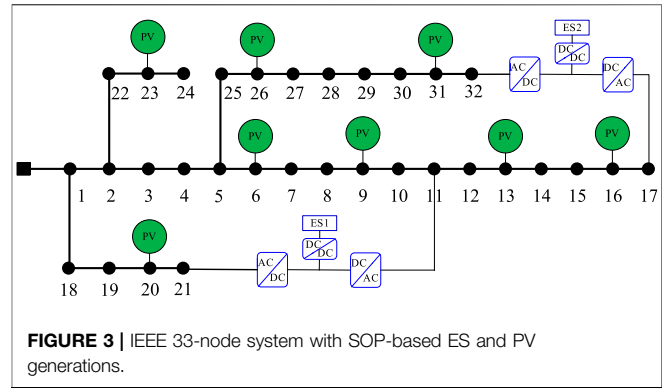 PV PV PV ES2
DC DC
AC DC DC AC
22 23 24 25 26 27 28 29 30 31 32
PV PV PV PV
1 2 3 4 5 6 7 8 9 10 11 12 13 14 15 16 17
PV ES1
DC DC
AC DC DC AC
18 19 20 21
FIGURE 3 | IEEE 33-node system with SOP-based ES and PV
generations.